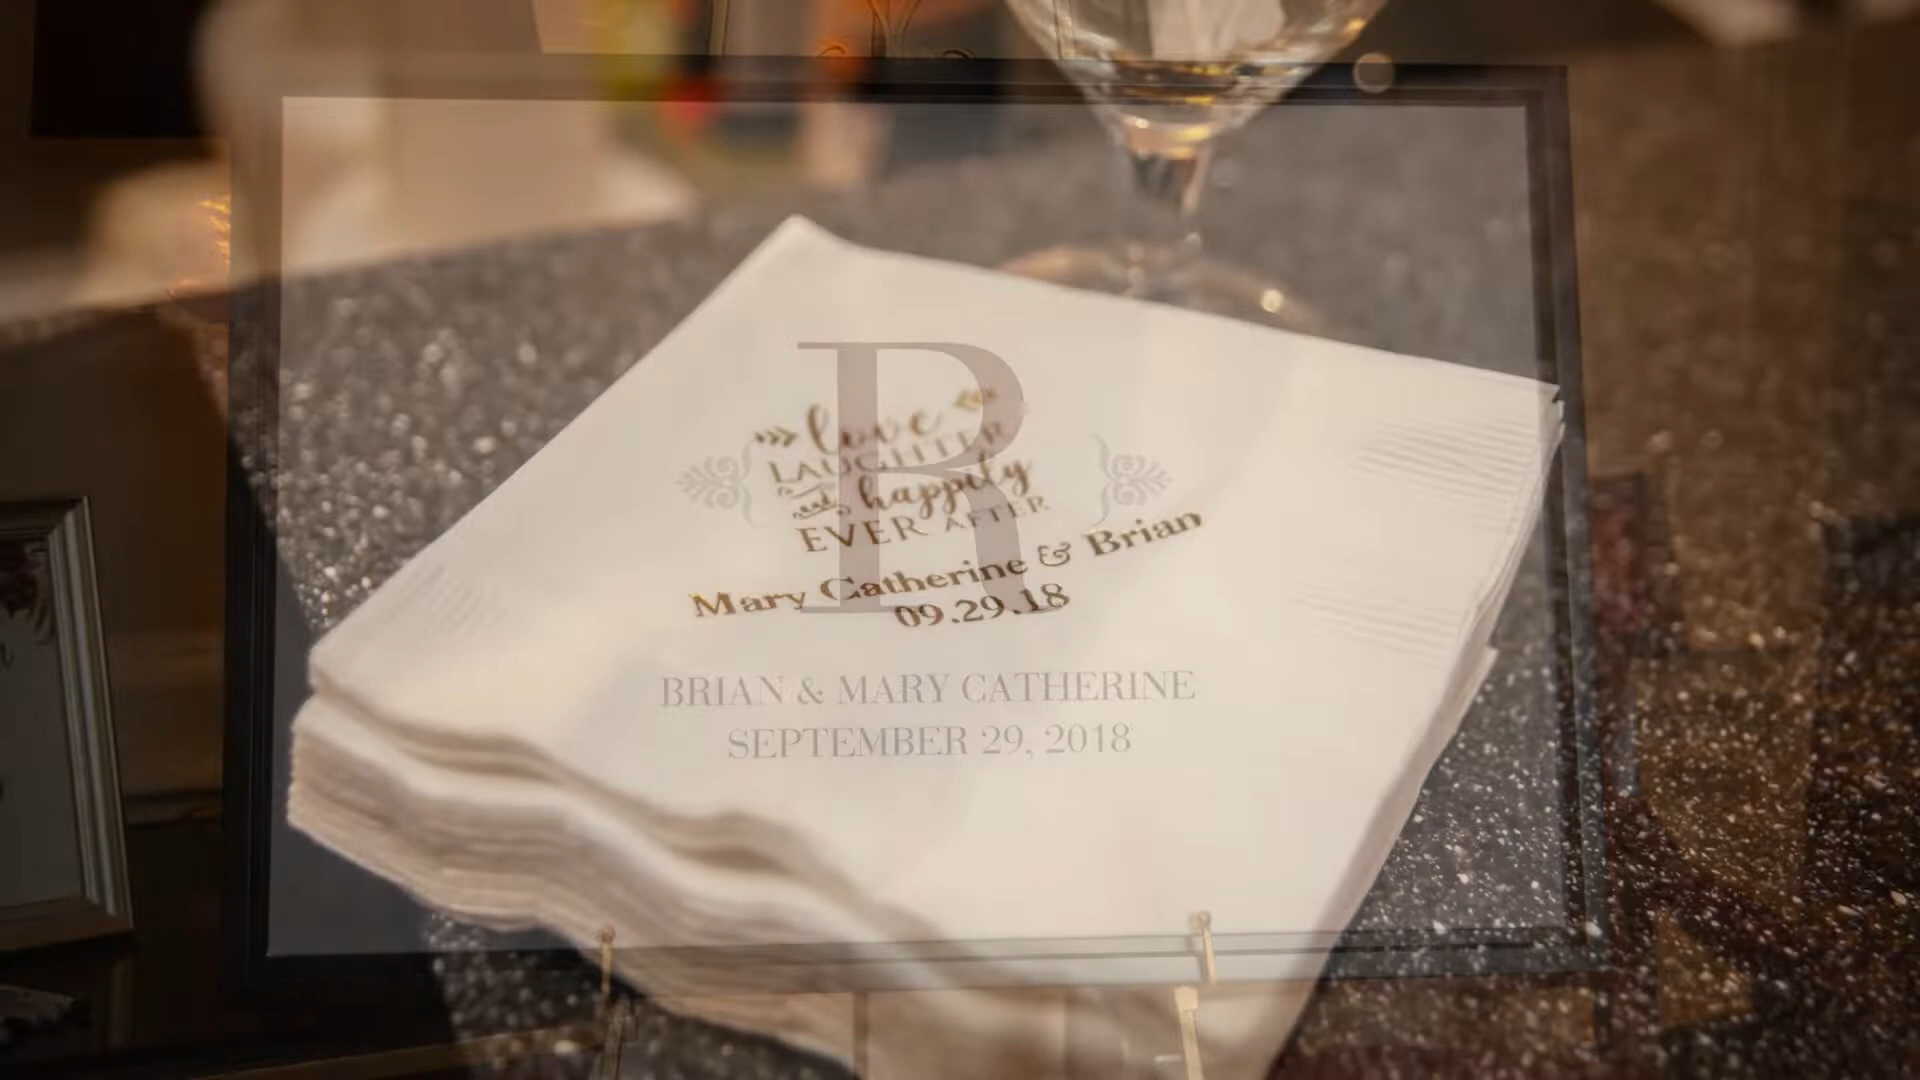 R
love
LAUGHTER
and happily
EVER AFTER
Mary Catherine & Brian
09.29.18
BRIAN & MARY CATHERINE
SEPTEMBER 29, 2018